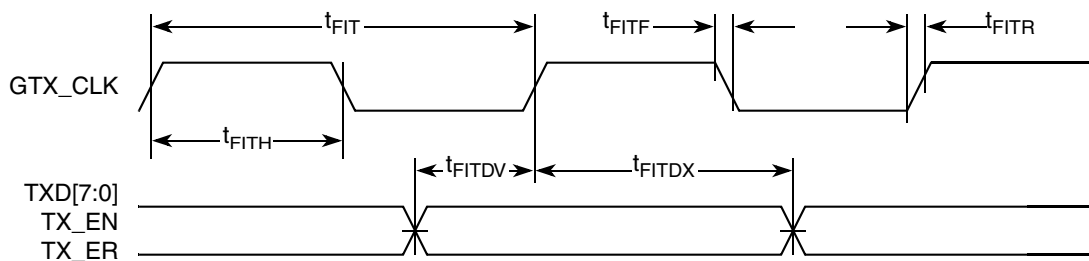 tFIT
tFITF
tFITR
GTX_CLK
tFITH
tFITDV
tFITDX
TXD[7:0]
TX_EN
TX_ER